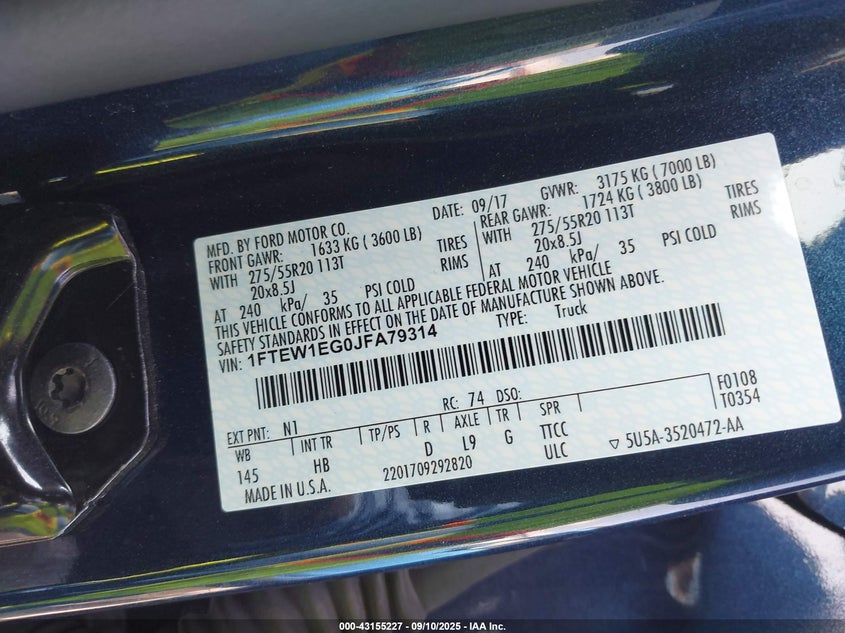 MFD. BY FORD MOTOR CO. DATE: 09/17 GVWR: 3175 KG ( 7000 LB)
FRONT GAWR: 1633 KG ( 3600 LB) REAR GAWR: 1724 KG ( 3800 LB)
WITH 275/55R20 113T TIRES WITH 275/55R20 113T TIRES
20x8.5J RIMS 20x8.5J RIMS
AT 240 kPa/ 35 PSI COLD AT 240 kPa/ 35 PSI COLD
THIS VEHICLE CONFORMS TO ALL APPLICABLE FEDERAL MOTOR VEHICLE
SAFETY STANDARDS IN EFFECT ON THE DATE OF MANUFACTURE SHOWN ABOVE.
VIN: 1FTEW1EG0JFA79314 TYPE: Truck
F0108
EXT PNT: N1 RC: 74 DSO: T0354
WB INT TR TP/PS R AXLE TR SPR
145 HB D L9 G TTCC 5U5A-3520472-AA
MADE IN U.S.A. 2201709292820 ULC
000-43155227 - 09/10/2025 - IAA, Inc.